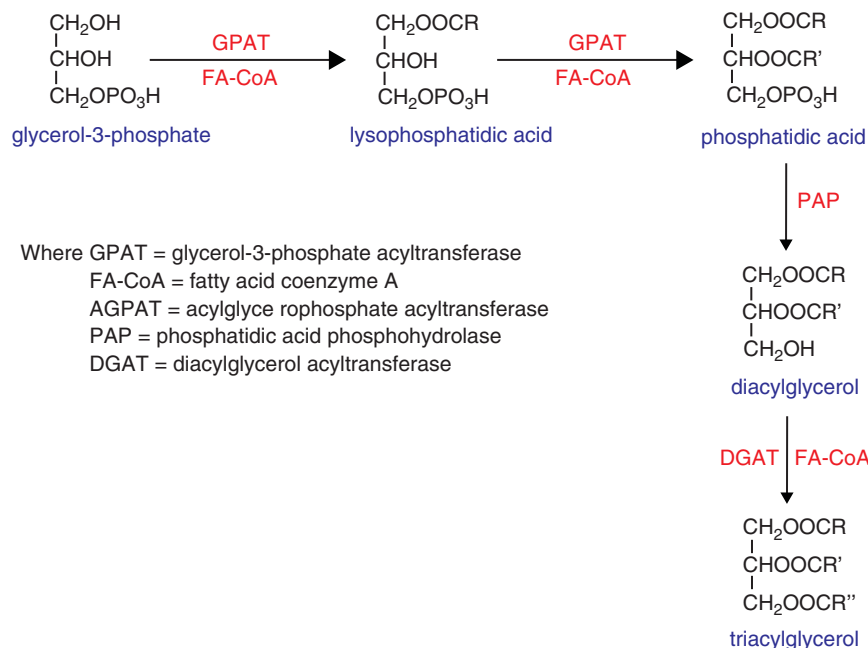 CH₂OH
CHOH
CH₂OPO₃H
glycerol-3-phosphate
GPAT
FA-CoA
CH₂OOCR
CHOH
CH₂OPO₃H
lysophosphatidic acid
GPAT
FA-CoA
CH₂OOCR
CHOOCR'
CH₂OPO₃H
phosphatidic acid
PAP
Where GPAT = glycerol-3-phosphate acyltransferase
FA-CoA = fatty acid coenzyme A
AGPAT = acylglyce rophosphate acyltransferase
PAP = phosphatidic acid phosphohydrolase
DGAT = diacylglycerol acyltransferase
CH₂OOCR
CHOOCR'
CH₂OH
diacylglycerol
DGAT FA-CoA
CH₂OOCR
CHOOCR'
CH₂OOCR''
triacylglycerol